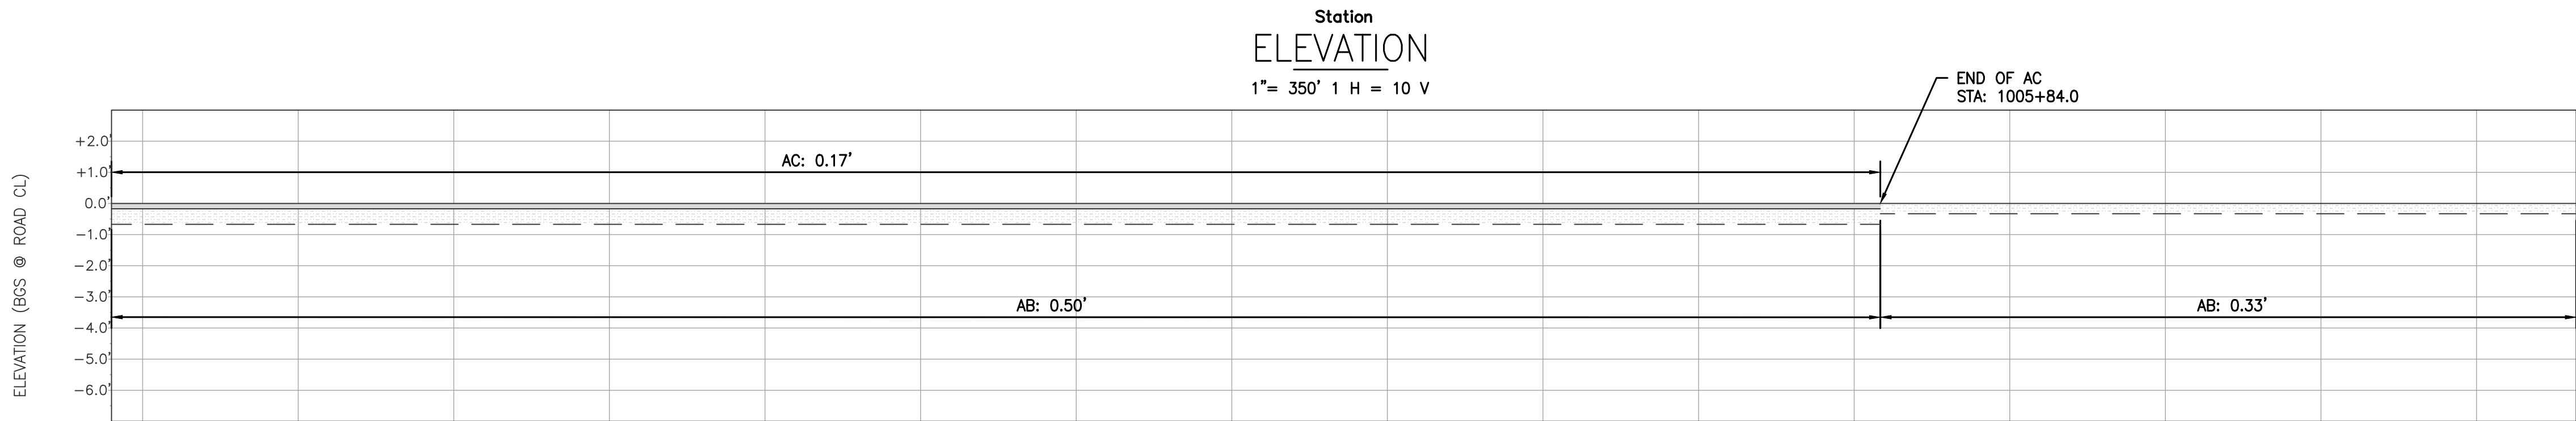 Station
ELEVATION
1"= 350' 1 H = 10 V
END OF AC
STA: 1005+84.0
+2.0'
AC: 0.17'
+1.0'
0.0'
-1.0'
-2.0'
-3.0'
AB: 0.50'
AB: 0.33'
-4.0'
-5.0'
-6.0'
ELEVATION (BGS @ ROAD CL)